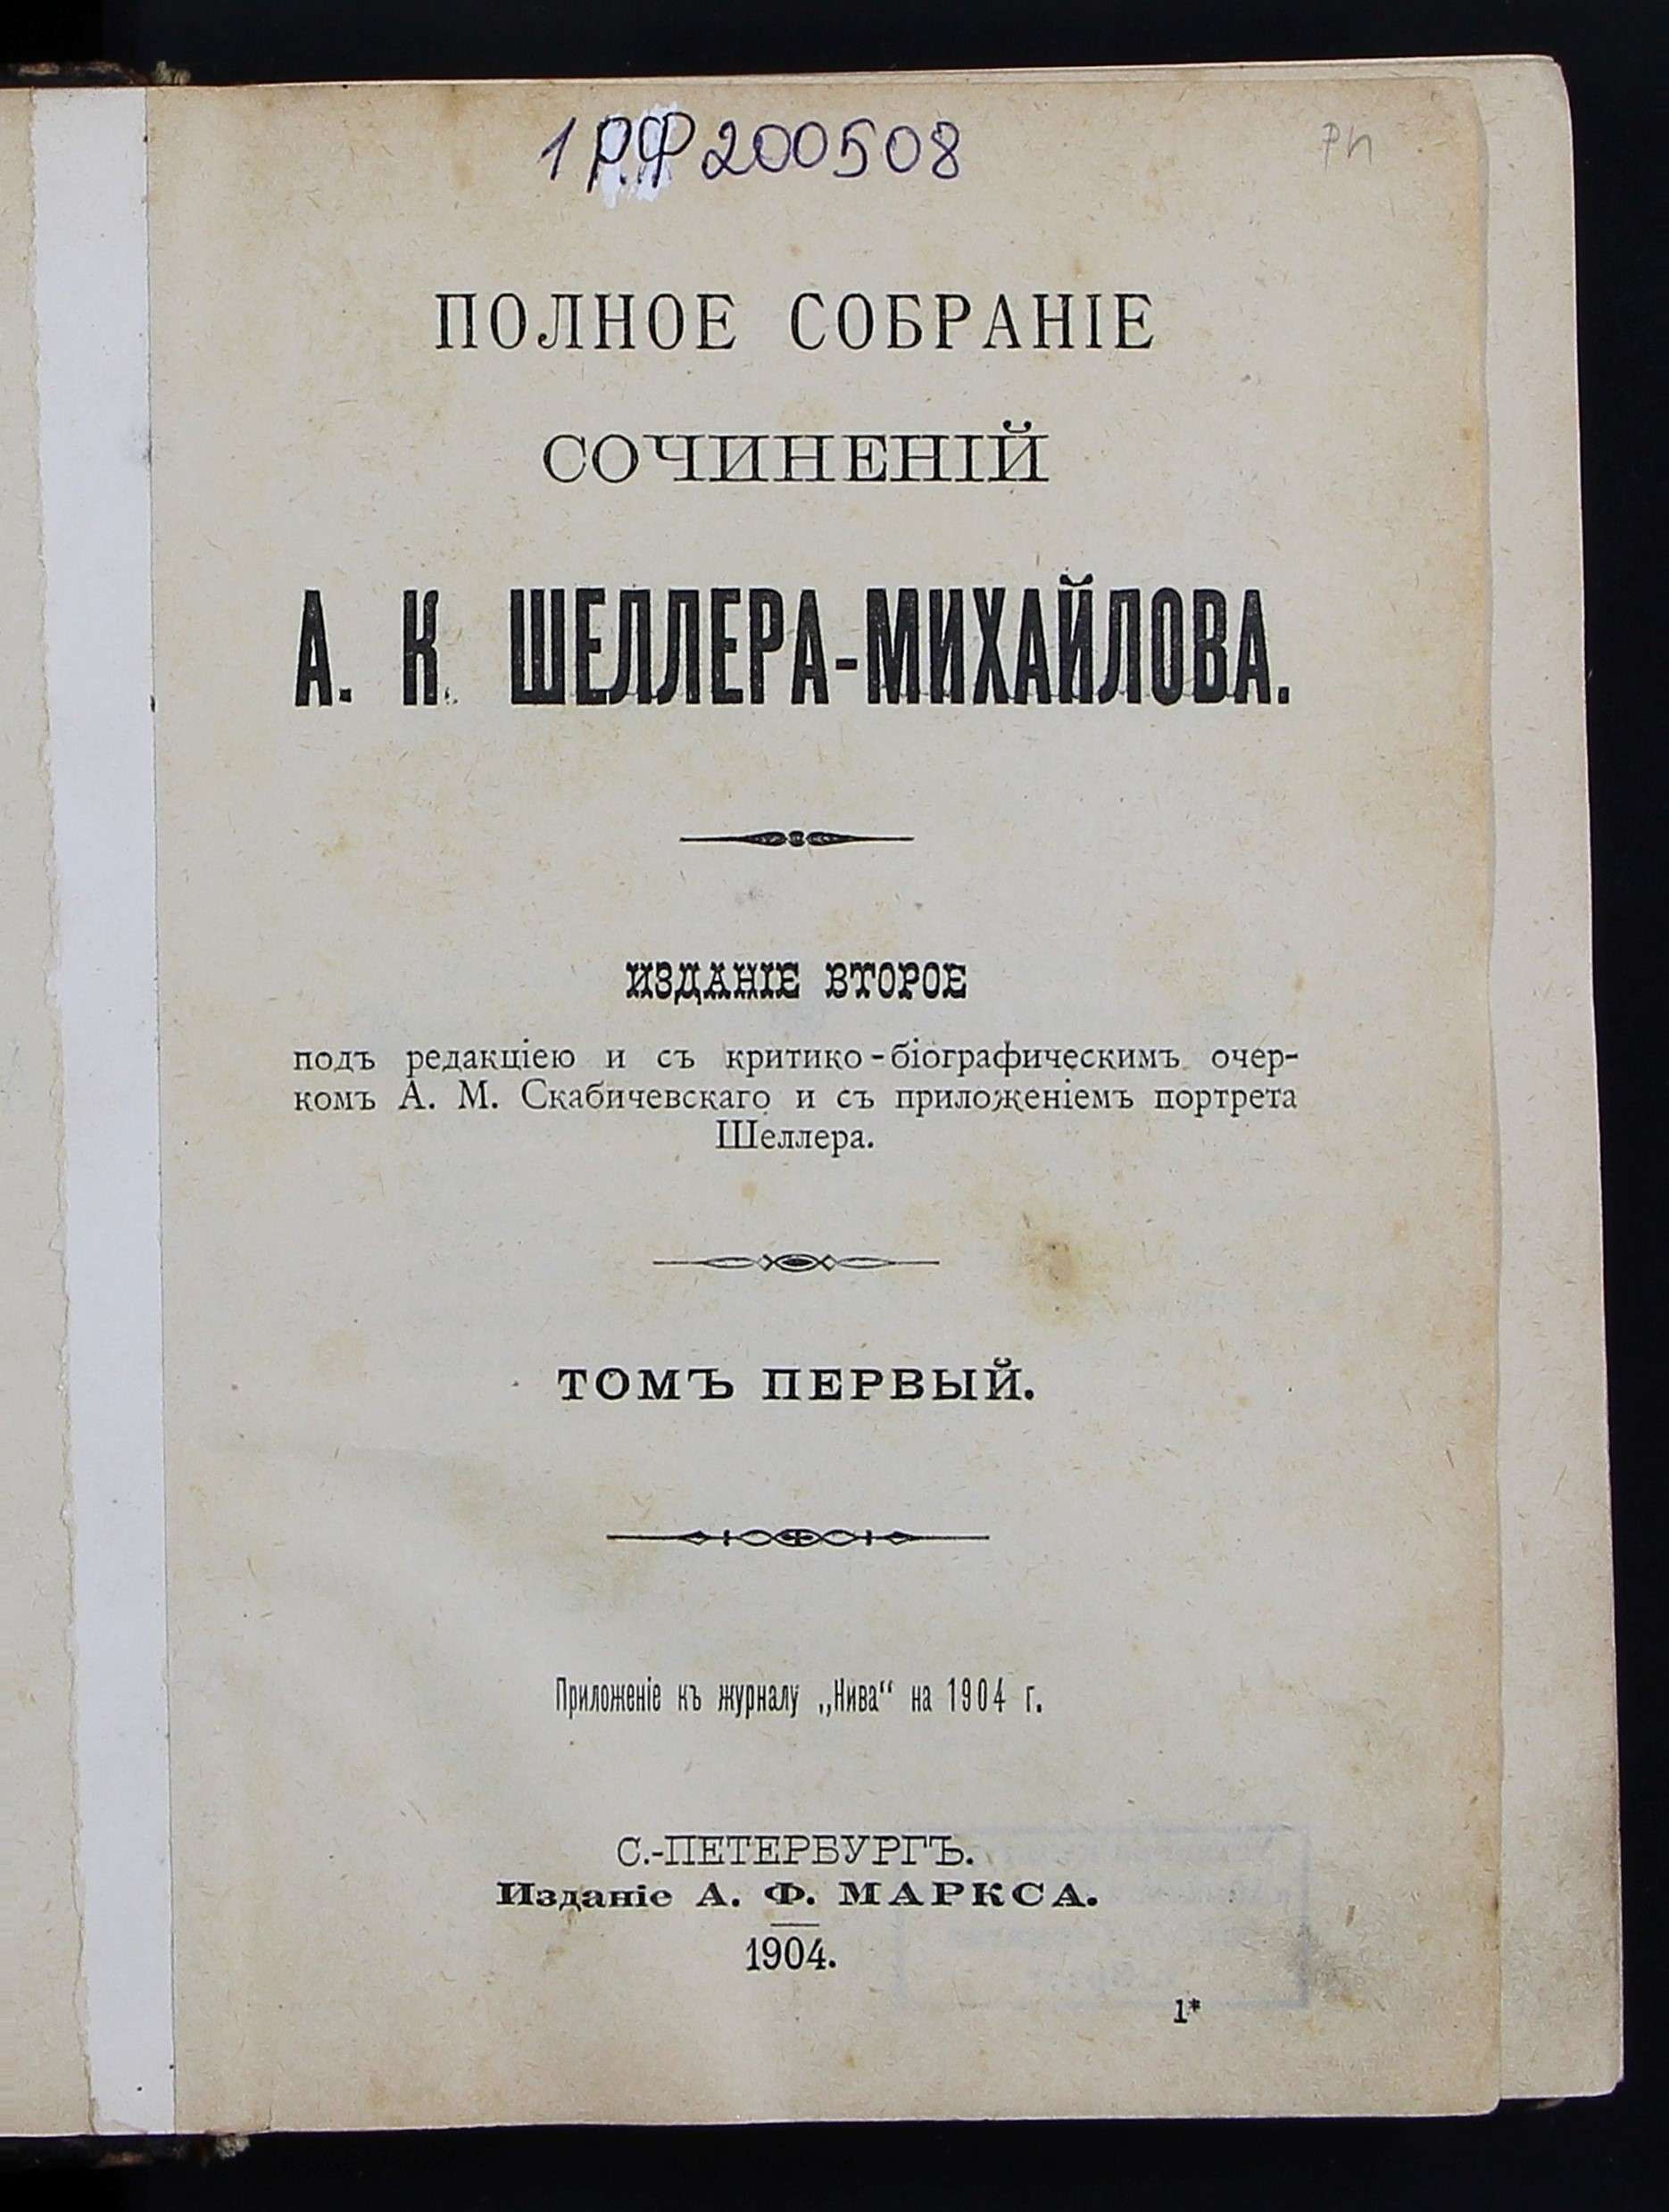 1РФ200508
ПОЛНОЕ СОБРАНІЕ
СОЧИНЕНІЙ
А. К. ШЕЛЛЕРА-МИХАЙЛОВА.
ИЗДАНІЕ ВТОРОЕ
подъ редакціею и съ критико-біографическимъ очер-
комъ А. М. Скабичевскаго и съ приложеніемъ портрета
Шеллера.
ТОМЪ ПЕРВЫЙ.
Приложеніе къ журналу „Нива“ на 1904 г.
С.-ПЕТЕРБУРГЪ.
Изданіе А. Ф. МАРКСА.
1904.
1*